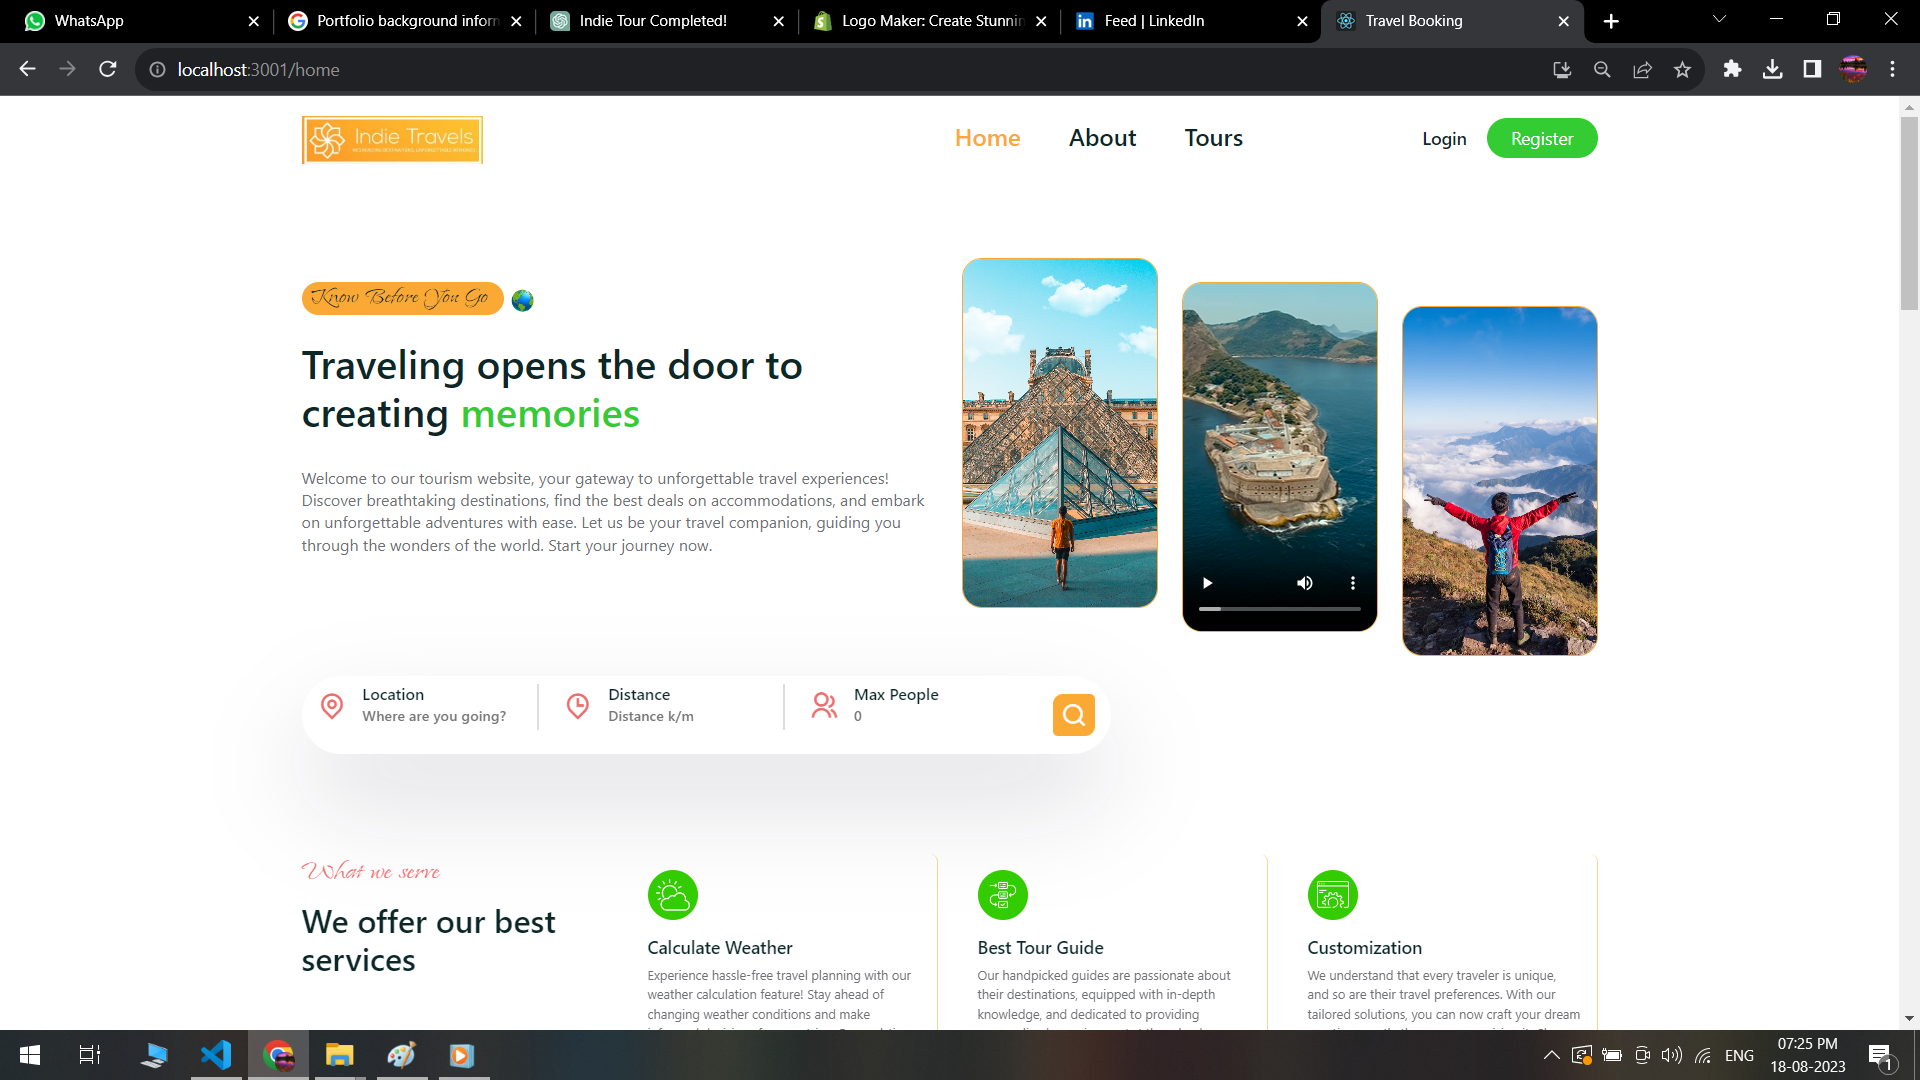 WhatsApp
Portfolio background inforn
Indie Tour Completed!
Logo Maker: Create Stunnin
Feed | LinkedIn
Travel Booking
localhost:3001/home
Indie Travels
Home
About
Tours
Login
Register
Know Before You Go
Traveling opens the door to
creating memories
Welcome to our tourism website, your gateway to unforgettable travel experiences!
Discover breathtaking destinations, find the best deals on accommodations, and embark
on unforgettable adventures with ease. Let us be your travel companion, guiding you
through the wonders of the world. Start your journey now.
Location
Where are you going?
Distance
Distance k/m
Max People
0
What we serve
We offer our best
services
Calculate Weather
Experience hassle-free travel planning with our
weather calculation feature! Stay ahead of
changing weather conditions and make
Best Tour Guide
Our handpicked guides are passionate about
their destinations, equipped with in-depth
knowledge, and dedicated to providing
Customization
We understand that every traveler is unique,
and so are their travel preferences. With our
tailored solutions, you can now craft your dream
ENG
07:25 PM
18-08-2023
1